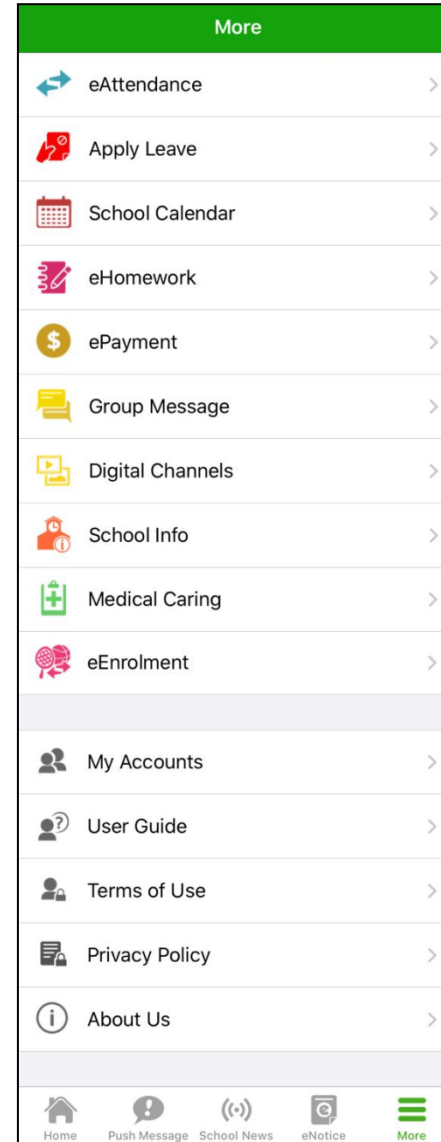 More
eAttendance
Apply Leave
School Calendar
eHomework
ePayment
Group Message
Digital Channels
School Info
Medical Caring
eEnrolment
My Accounts
User Guide
Terms of Use
Privacy Policy
About Us
Home Push Message School News eNotice More